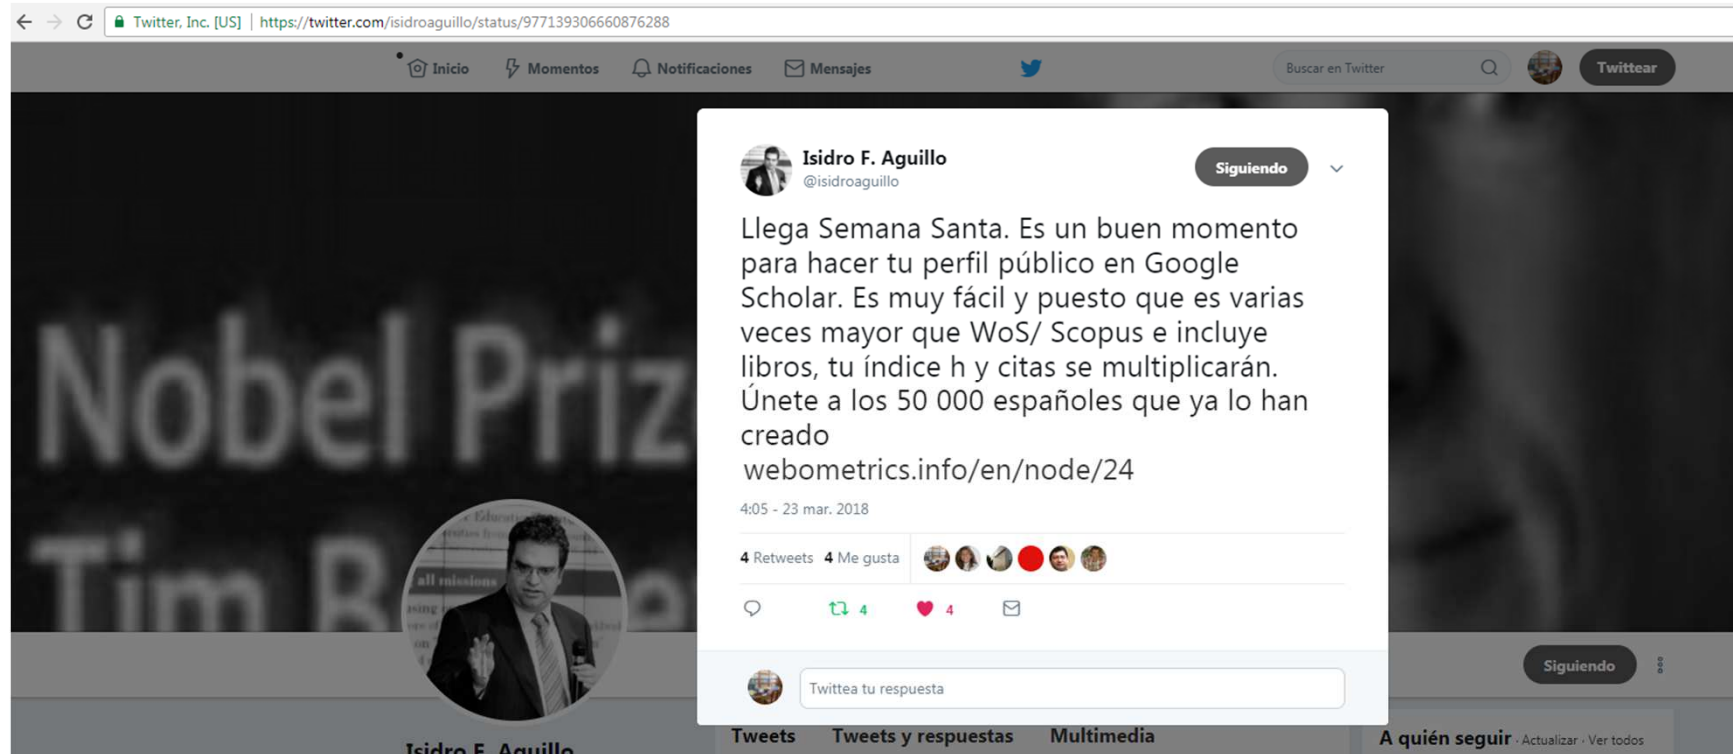 Twitter, Inc. [US] | https://twitter.com/isidroaguillo/status/977139306660876288
Inicio Momentos Notificaciones Mensajes Buscar en Twitter Twittear
Nobel Priz
Tim B
all missions
Isidro F. Aguillo
@isidroaguillo
Siguiendo
Llega Semana Santa. Es un buen momento
para hacer tu perfil público en Google
Scholar. Es muy fácil y puesto que es varias
veces mayor que WoS/ Scopus e incluye
libros, tu índice h y citas se multiplicarán.
Únete a los 50 000 españoles que ya lo han
creado
webometrics.info/en/node/24
4:05 - 23 mar. 2018
4 Retweets 4 Me gusta
4 4
Twittea tu respuesta
Siguiendo
Isidro F. Aguillo
Tweets Tweets y respuestas Multimedia
A quién seguir · Actualizar · Ver todos